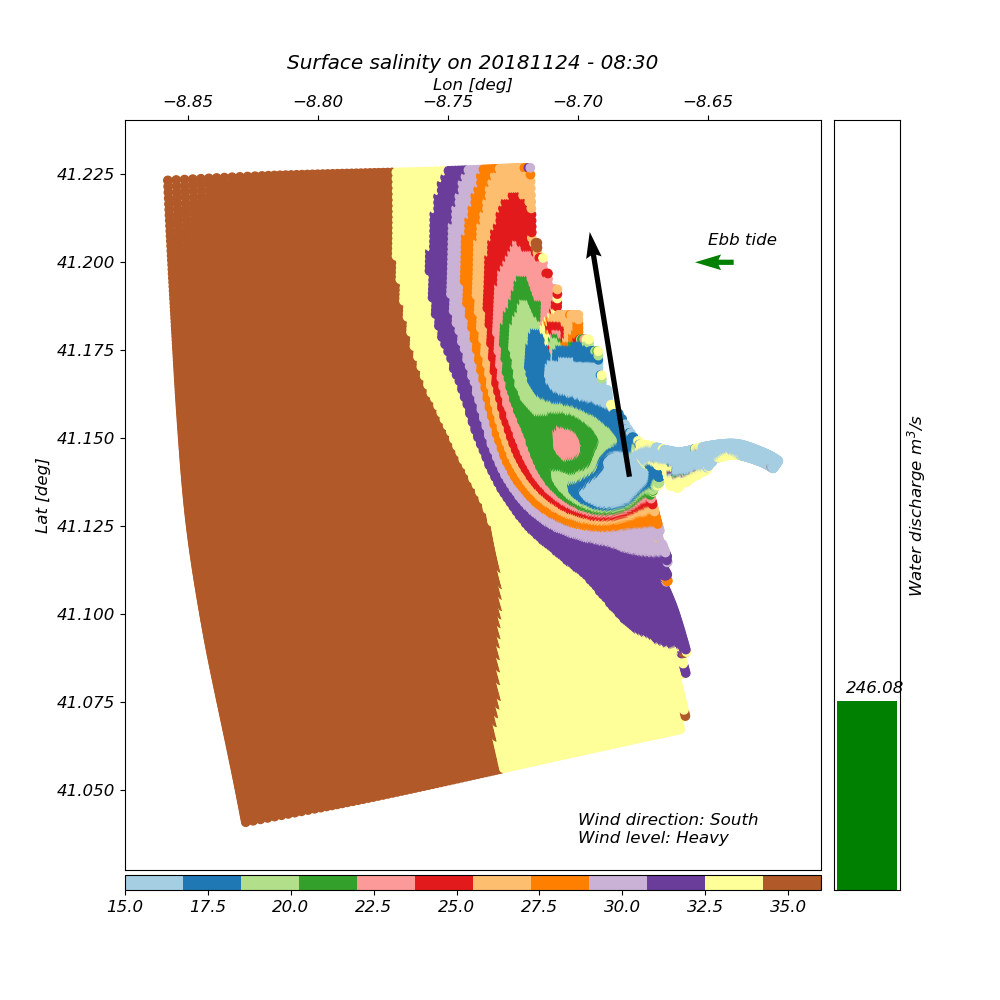 Surface salinity on 20181124 - 08:30
Lon [deg]
−8.85 −8.80 −8.75 −8.70 −8.65
41.225
41.200
41.175
41.150
41.125
41.100
41.075
41.050
Lat [deg]
Ebb tide
Wind direction: South
Wind level: Heavy
15.0 17.5 20.0 22.5 25.0 27.5 30.0 32.5 35.0
246.08
Water discharge m³/s